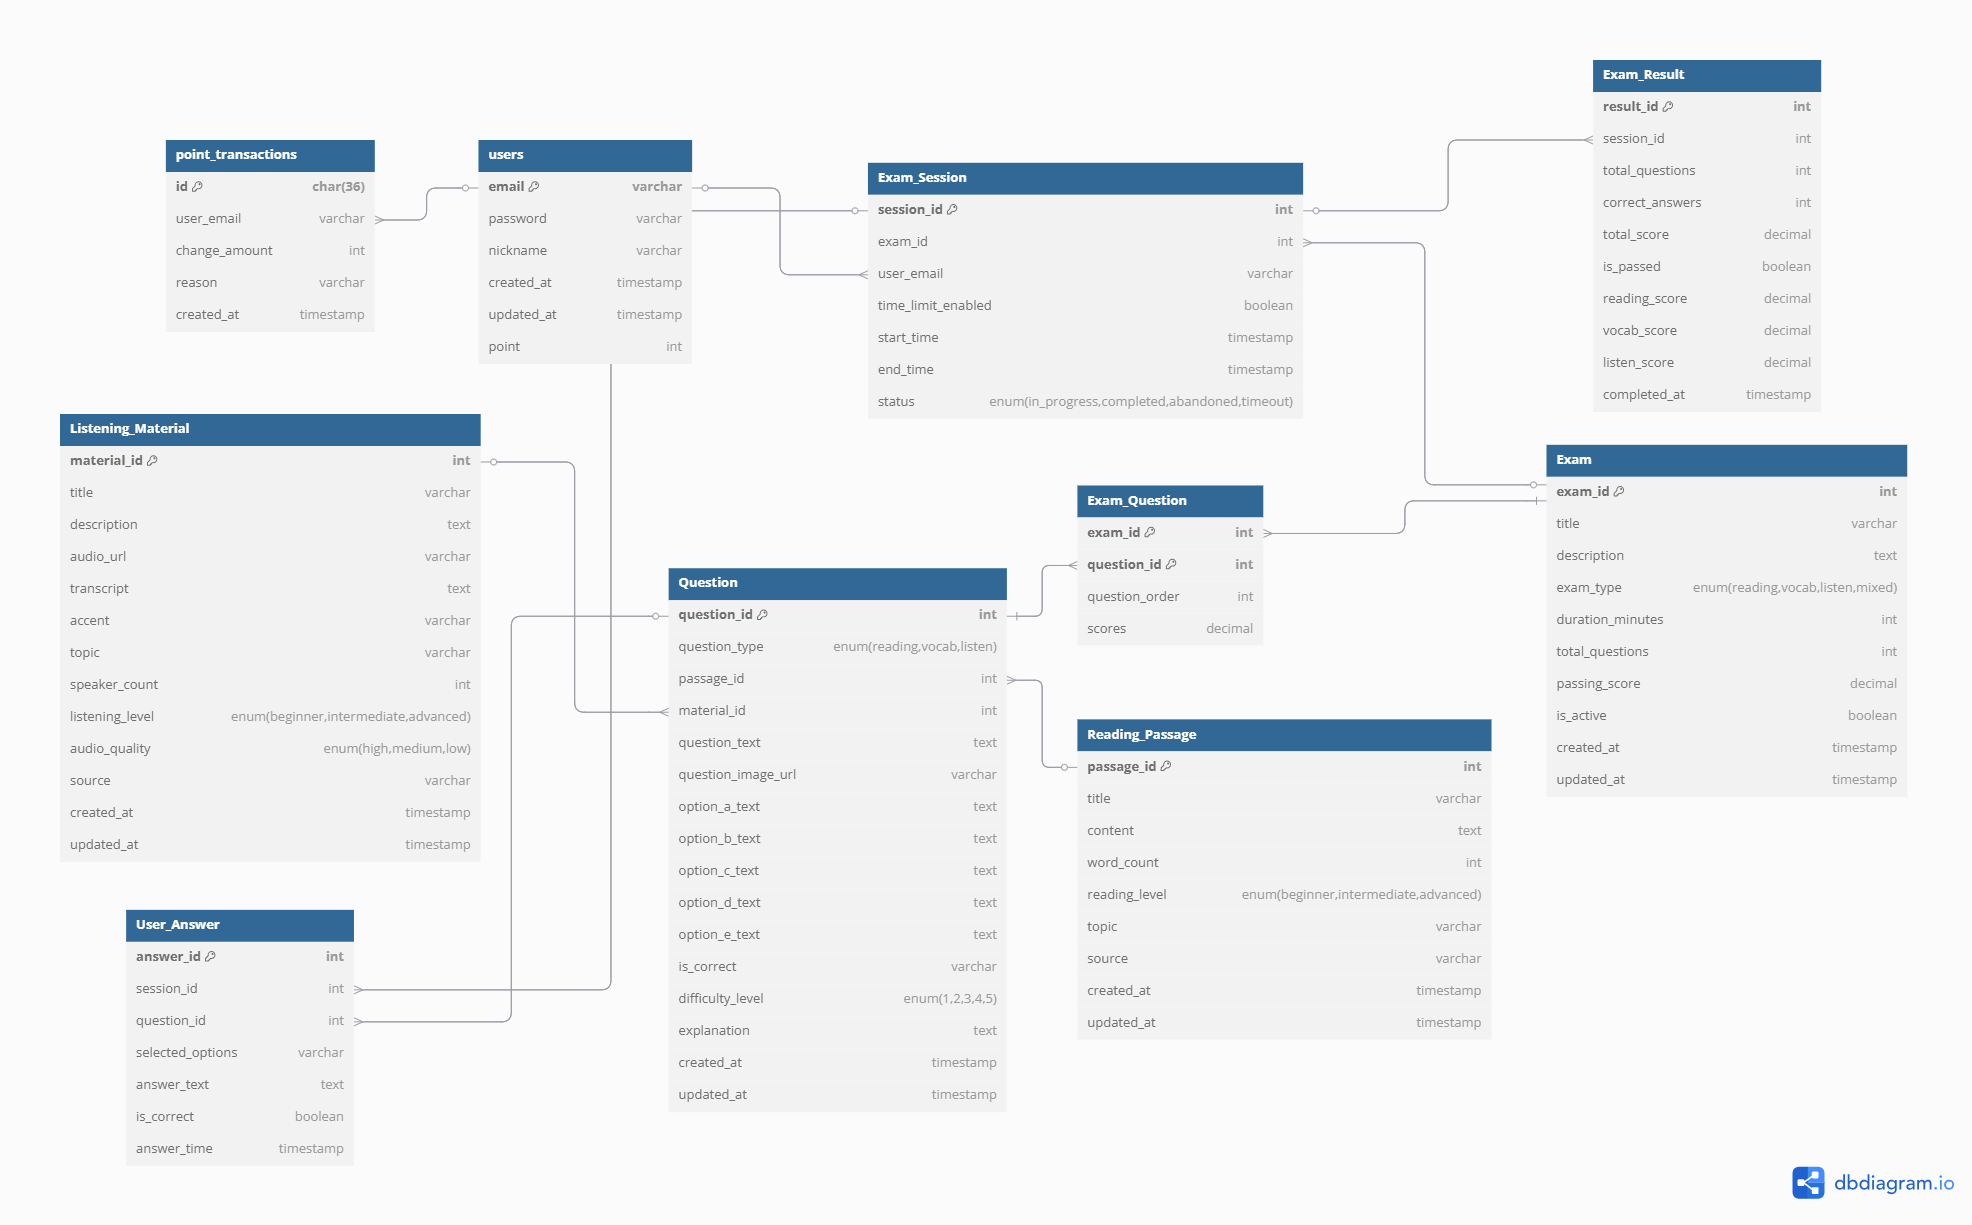 point_transactions
id char(36)
user_email varchar
change_amount int
reason varchar
created_at timestamp
users
email varchar
password varchar
nickname varchar
created_at timestamp
updated_at timestamp
point int
Exam_Session
session_id int
exam_id int
user_email varchar
time_limit_enabled boolean
start_time timestamp
end_time timestamp
status enum(in_progress,completed,abandoned,timeout)
Exam_Result
result_id int
session_id int
total_questions int
correct_answers int
total_score decimal
is_passed boolean
reading_score decimal
vocab_score decimal
listen_score decimal
completed_at timestamp
Listening_Material
material_id int
title varchar
description text
audio_url varchar
transcript text
accent varchar
topic varchar
speaker_count int
listening_level enum(beginner,intermediate,advanced)
audio_quality enum(high,medium,low)
source varchar
created_at timestamp
updated_at timestamp
Question
question_id int
question_type enum(reading,vocab,listen)
passage_id int
material_id int
question_text text
question_image_url varchar
option_a_text text
option_b_text text
option_c_text text
option_d_text text
option_e_text text
is_correct varchar
difficulty_level enum(1,2,3,4,5)
explanation text
created_at timestamp
updated_at timestamp
Exam_Question
exam_id int
question_id int
question_order int
scores decimal
Exam
exam_id int
title varchar
description text
exam_type enum(reading,vocab,listen,mixed)
duration_minutes int
total_questions int
passing_score decimal
is_active boolean
created_at timestamp
updated_at timestamp
Reading_Passage
passage_id int
title varchar
content text
word_count int
reading_level enum(beginner,intermediate,advanced)
topic varchar
source varchar
created_at timestamp
updated_at timestamp
User_Answer
answer_id int
session_id int
question_id int
selected_options varchar
answer_text text
is_correct boolean
answer_time timestamp
dbdiagram.io